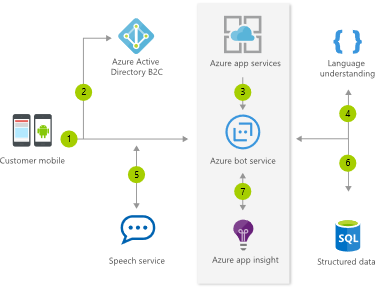 Azure Active
Directory B2C
Azure app services
Language
understanding
2
3
4
1
Customer mobile
Azure bot service
5
6
7
Speech service
Azure app insight
SQL
Structured data